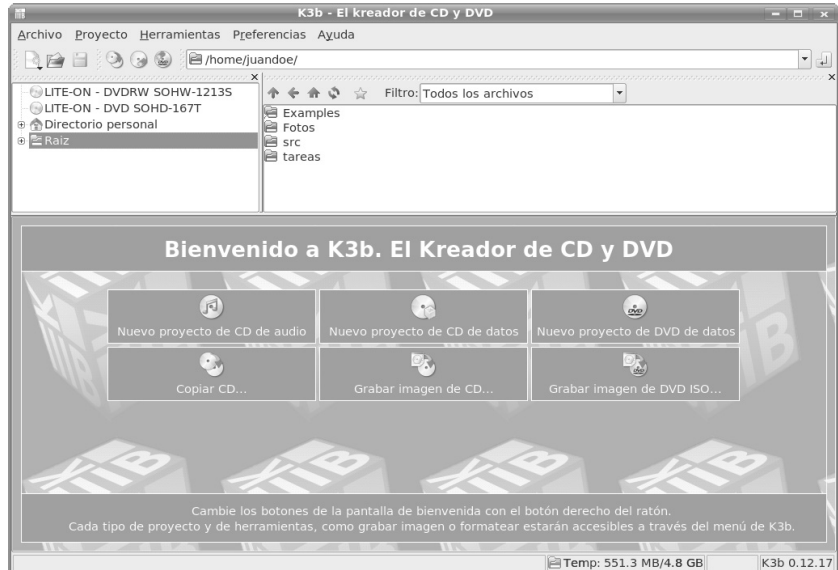 K3b - El kreador de CD y DVD
Archivo Proyecto Herramientas Preferencias Ayuda
/home/juandoe/
LITE-ON - DVDRW SOHW-1213S
LITE-ON - DVD SOHD-167T
Directorio personal
Raiz
Filtro: Todos los archivos
Examples
Fotos
src
tareas
Bienvenido a K3b. El Kreador de CD y DVD
Nuevo proyecto de CD de audio
Nuevo proyecto de CD de datos
Nuevo proyecto de DVD de datos
Copiar CD...
Grabar imagen de CD...
Grabar imagen de DVD ISO...
Cambie los botones de la pantalla de bienvenida con el botón derecho del ratón.
Cada tipo de proyecto y de herramientas, como grabar imagen o formatear estarán accesibles a través del menú de K3b.
Temp: 551.3 MB/4.8 GB
K3b 0.12.17